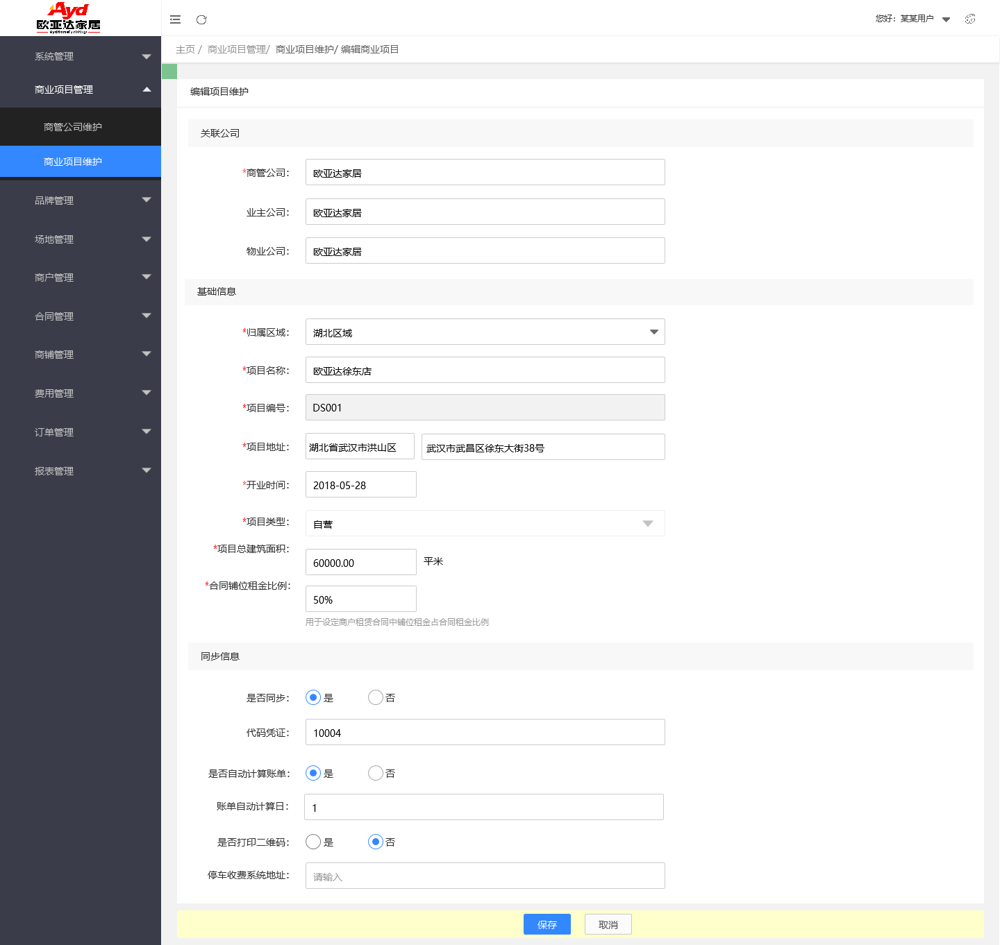 Ayd
欧亚达家居
您好：某某用户
主页 / 商业项目管理/ 商业项目维护/ 编辑商业项目
系统管理
商业项目管理
商管公司维护
商业项目维护
品牌管理
场地管理
商户管理
合同管理
商铺管理
费用管理
订单管理
报表管理
编辑项目维护
关联公司
*商管公司： 欧亚达家居
业主公司： 欧亚达家居
物业公司： 欧亚达家居
基础信息
*归属区域： 湖北区域
*项目名称： 欧亚达徐东店
*项目编号： DS001
*项目地址： 湖北省武汉市洪山区 武汉市武昌区徐东大街38号
*开业时间： 2018-05-28
*项目类型： 自营
*项目总建筑面积： 60000.00 平米
*合同铺位租金比例： 50%
用于设定商户租赁合同中铺位租金占合同租金比例
同步信息
是否同步： 是 否
代码凭证： 10004
是否自动计算账单： 是 否
账单自动计算日： 1
是否打印二维码： 是 否
停车收费系统地址： 请输入
保存 取消